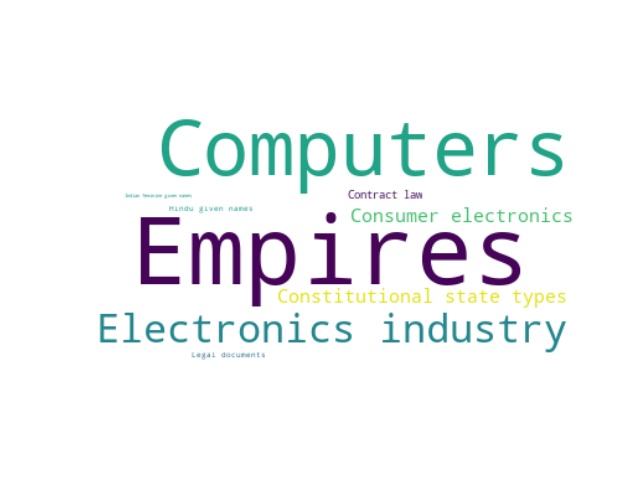 Computers
Indian feminine given names
Contract law
Hindu given names
Consumer electronics
Empires
Constitutional state types
Electronics industry
Legal documents